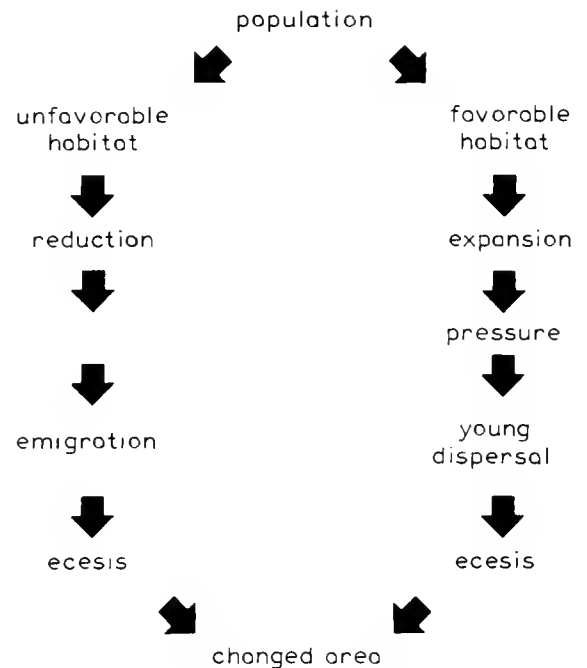 population
unfavorable
habitat
reduction
emigration
ecesis
favorable
habitat
expansion
pressure
young
dispersal
ecesis
changed area